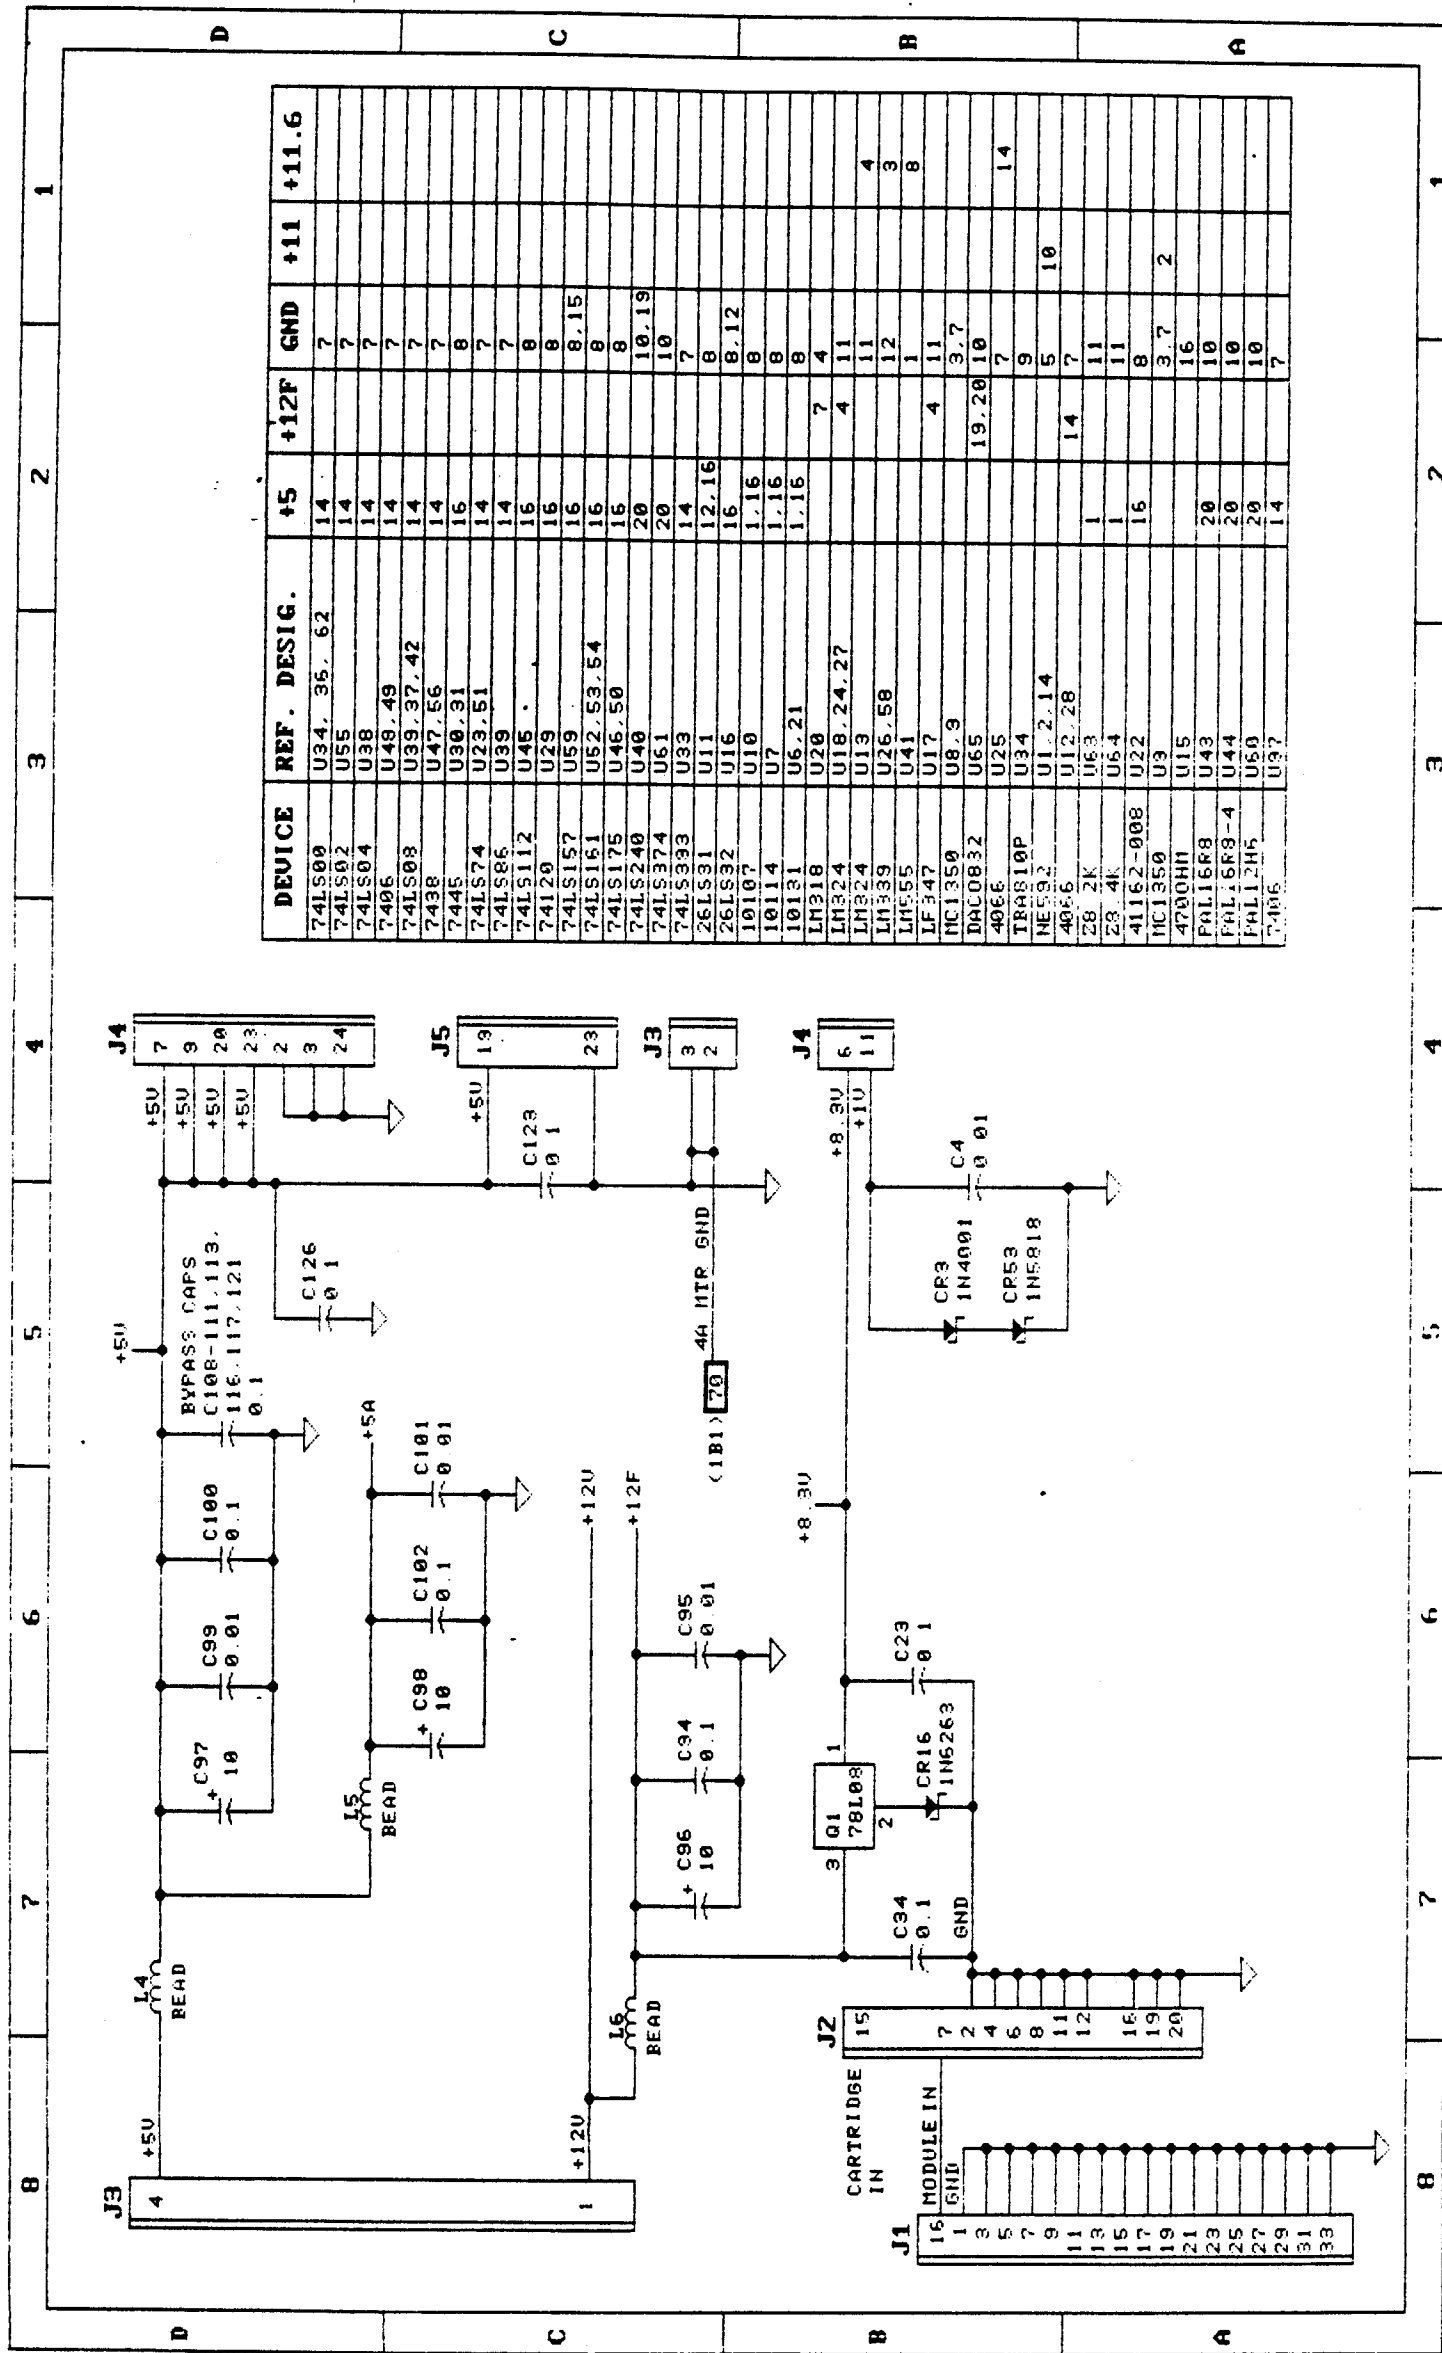 8 7 6 5 4 3 2 1
D
C
B
A
J3
4
1
+5V
+12V
L4
BEAD
L5
BEAD
L6
BEAD
C97
+
10
C99
0.01
C100
0.1
BYPASS CAPS
C108-111,113,
116,117,121
0.1
+5V
C126
0.1
+5A
C98
+
10
C102
0.1
C101
0.01
+12V
+12F
C96
+
10
C94
0.1
C95
0.01
(1B1)
70
4A MTR GND
J4
+5V 7
+5V 9
+5V 20
+5V 23
2
3
24
J5
+5V 19
23
C123
0.1
J3
3
2
J4
+8.3V 6
+1V 11
C4
0.01
CR3
1N4001
CR53
1N5818
+8.3V
Q1
78L08
3
1
2
CR16
1N6263
C23
0.1
C34
0.1
GND
J2
15
7
2
4
6
8
11
12
16
19
20
CARTRIDGE
IN
MODULE IN
GND
J1
16
1
3
5
7
9
11
13
15
17
19
21
23
25
27
29
31
33
DEVICE REF. DESIG. +5 +12F GND +11 +11.6
74LS00 U34, 36, 62 14 7
74LS02 U55 14 7
74LS04 U38 14 7
7406 U48,49 14 7
74LS08 U39,37,42 14 7
7438 U47,56 14 7
7445 U30,31 16 8
74LS74 U23,51 14 7
74LS86 U39 14 7
74LS112 U45 16 8
74120 U29 16 8
74LS157 U59 16 8,15
74LS161 U52,53,54 16 8
74LS175 U46,50 16 8
74LS240 U40 20 10,19
74LS374 U61 20 10
74LS393 U33 14 7
26LS31 U11 12,16 8
26LS32 U16 16 8,12
10107 U10 1,16 8
10114 U7 1,16 8
10131 U6,21 1,16 8
LM318 U20 7 4
LM324 U18,24,27 4 11
LM324 U13 11 4
LM339 U26,58 12 3
LM555 U41 1 8
LF347 U17 4 11
MC1350 U8,9 3,7
DAC0832 U65 19,20 10
4066 U25 7 14
TBA810P U34 9
NE592 U1,2,14 5 10
4066 U12,28 14 7
28.2K U63 1 11
23.4K U64 1 11
41162-008 U22 16 8
MC1350 U9 3,7 2
470OHM U15 16
PAL16R8 U43 20 10
PAL16R8-4 U44 20 10
PAL12H6 U60 20 10
7406 U37 14 7
D
C
B
A
8 7 6 5 4 3 2 1